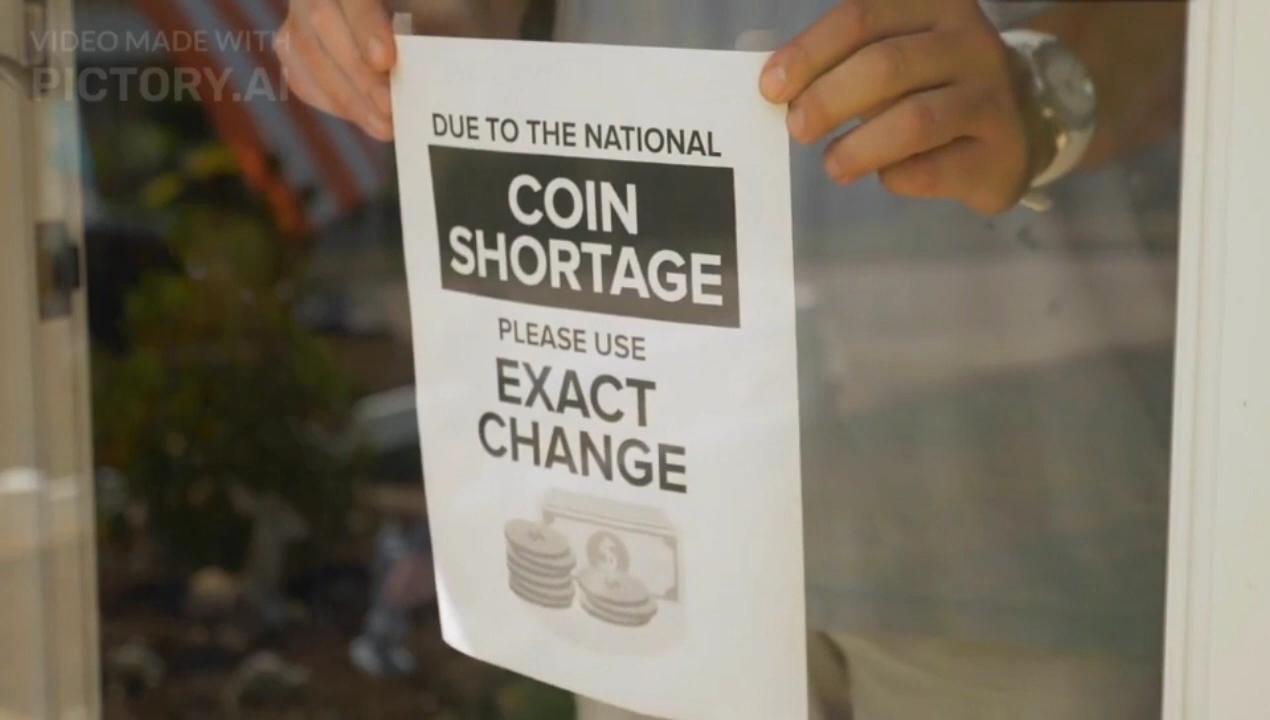 VIDEO MADE WITH
PICTORY.AI
DUE TO THE NATIONAL
COIN
SHORTAGE
PLEASE USE
EXACT
CHANGE